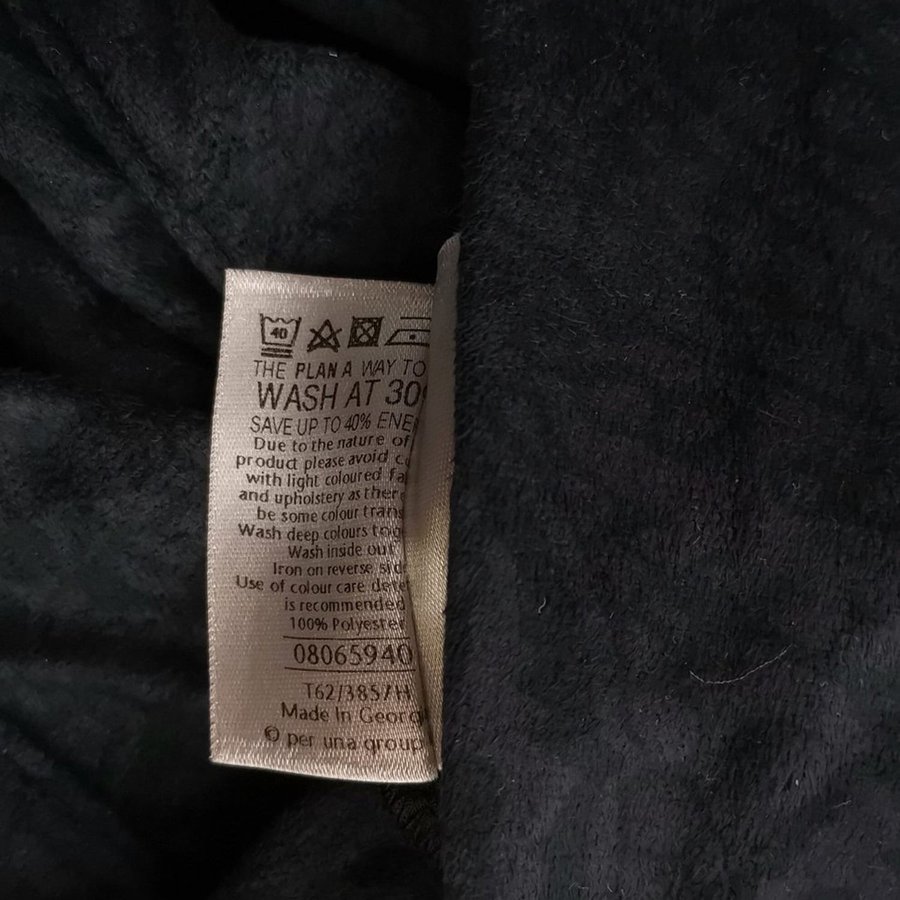 40
THE PLAN A WAY TO
WASH AT 30°
SAVE UP TO 40% ENE
Due to the nature of
product please avoid c
with light coloured fa
and upholstery as ther
be some colour trans
Wash deep colours tog
Wash inside out
Iron on reverse side
Use of colour care deter
is recommended
100% Polyester
08065940
T62/3857H
Made In Georg
© per una group